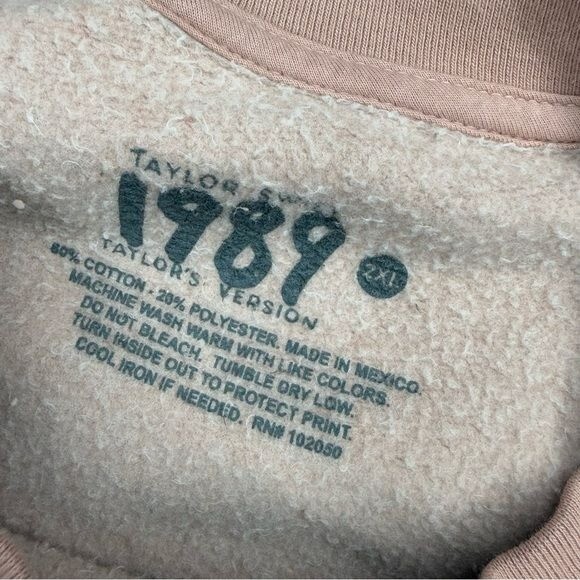 TAYLOR SWIFT
1989
TAYLOR'S VERSION
2XL
80% COTTON - 20% POLYESTER. MADE IN MEXICO.
MACHINE WASH WARM WITH LIKE COLORS.
DO NOT BLEACH. TUMBLE DRY LOW.
TURN INSIDE OUT TO PROTECT PRINT.
COOL IRON IF NEEDED. RN# 102050